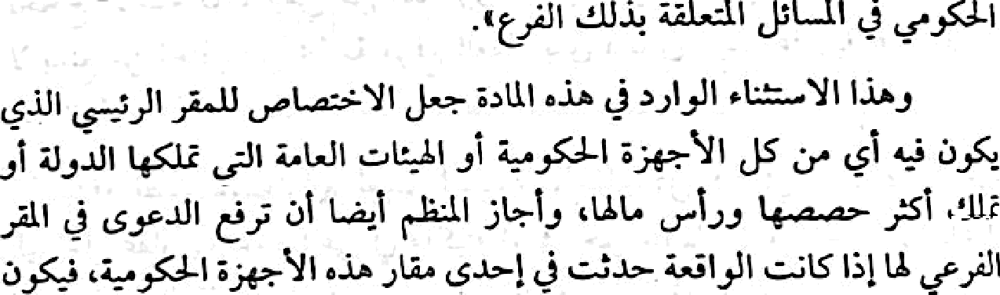 الحكومي في المسائل المتعلقة بذلك الفرع».
وهذا الاستثناء الوارد في هذه المادة جعل الاختصاص للمقر الرئيسي الذي
يكون فيه أي من كل الأجهزة الحكومية أو الهيئات العامة التي تملكها الدولة أو
تملك، أكثر حصصها ورأس مالها، وأجاز المنظم أيضا أن ترفع الدعوى في المقر
الفرعي لها إذا كانت الواقعة حدثت في إحدى مقار هذه الأجهزة الحكومية، فيكون